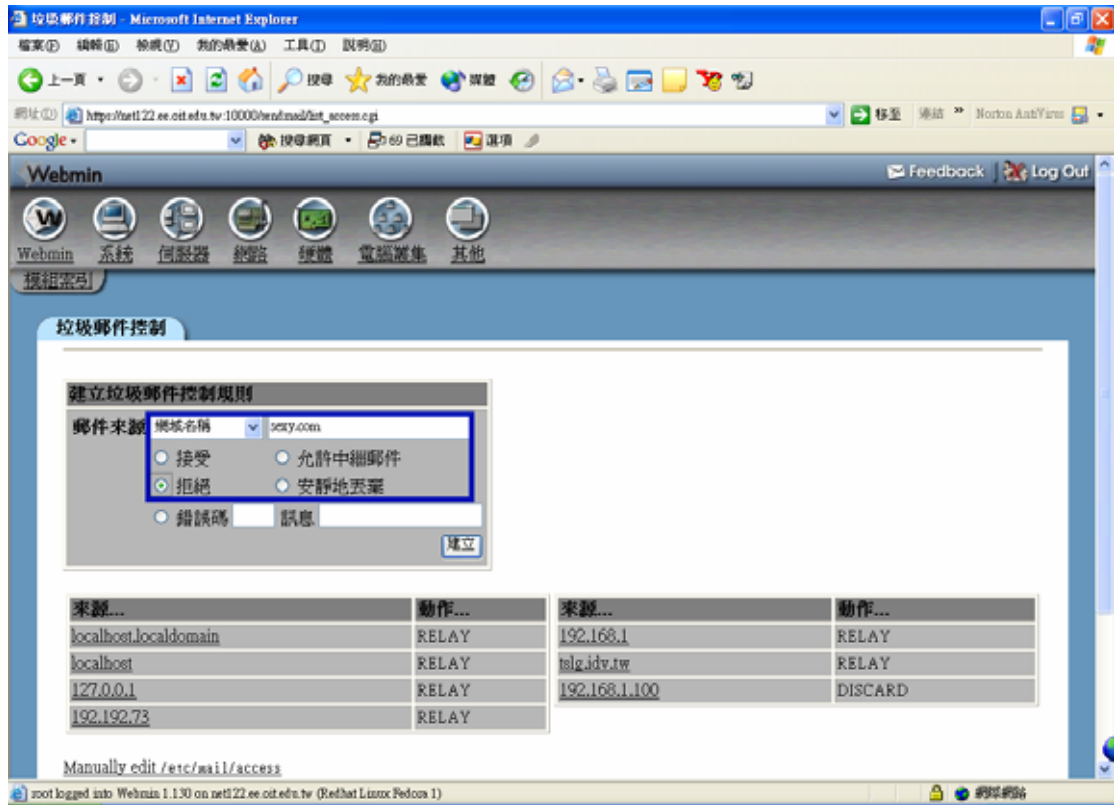 垃圾郵件控制 - Microsoft Internet Explorer
檔案(F) 編輯(E) 檢視(V) 我的最愛(A) 工具(T) 說明(H)
上一頁 搜尋 我的最愛 媒體
網址(D) https://net122.ee.oit.edu.tw:10000/sendmail/list_access.cgi 移至 連結 » Norton AntiVirus
Google 搜尋網頁 69 已攔截 選項
Webmin Feedback Log Out
Webmin 系統 伺服器 網路 硬體 電腦叢集 其他
模組索引
垃圾郵件控制
建立垃圾郵件控制規則
郵件來源 網域名稱 sexy.com
接受 允許中繼郵件
拒絕 安靜地丟棄
錯誤碼 訊息
建立
來源... 動作... 來源... 動作...
localhost.localdomain RELAY 192.168.1 RELAY
localhost RELAY tslg.idv.tw RELAY
127.0.0.1 RELAY 192.168.1.100 DISCARD
192.192.73 RELAY
Manually edit /etc/mail/access
root logged into Webmin 1.130 on net122.ee.oit.edu.tw (Redhat Linux Fedora 1) 網際網路